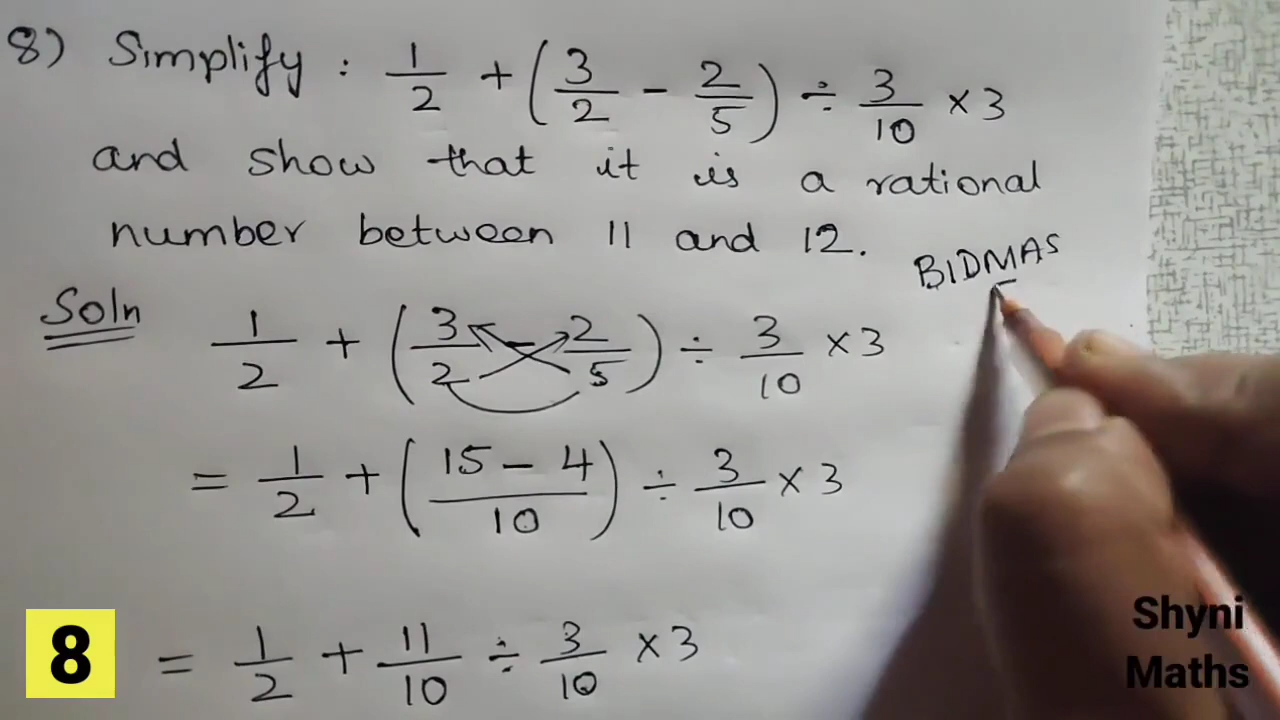 8) Simplify : 1/2 + (3/2 - 2/5) ÷ 3/10 × 3
and show that it is a rational
number between 11 and 12.
BIDMAS
Soln 1/2 + (3/2 - 2/5) ÷ 3/10 × 3
= 1/2 + (15 - 4/10) ÷ 3/10 × 3
= 1/2 + 11/10 ÷ 3/10 × 3
8
Shyni
Maths